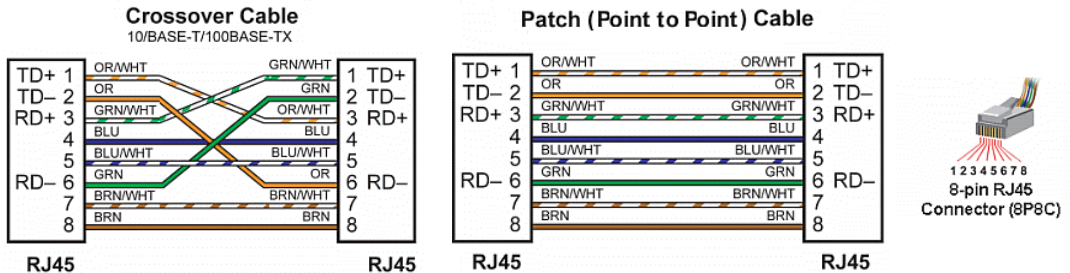 Crossover Cable
10/BASE-T/100BASE-TX
OR/WHT GRN/WHT
TD+ 1 1 TD+
OR GRN
TD– 2 2 TD–
GRN/WHT OR/WHT
RD+ 3 3 RD+
BLU BLU
4 4
BLU/WHT BLU/WHT
5 5
GRN OR
RD– 6 6 RD–
BRN/WHT BRN/WHT
7 7
BRN BRN
8 8
RJ45 RJ45
Patch (Point to Point) Cable
OR/WHT OR/WHT
TD+ 1 1 TD+
OR OR
TD– 2 2 TD–
GRN/WHT GRN/WHT
RD+ 3 3 RD+
BLU BLU
4 4
BLU/WHT BLU/WHT
5 5
GRN GRN
RD– 6 6 RD–
BRN/WHT BRN/WHT
7 7
BRN BRN
8 8
RJ45 RJ45
1 2 3 4 5 6 7 8
8-pin RJ45
Connector (8P8C)